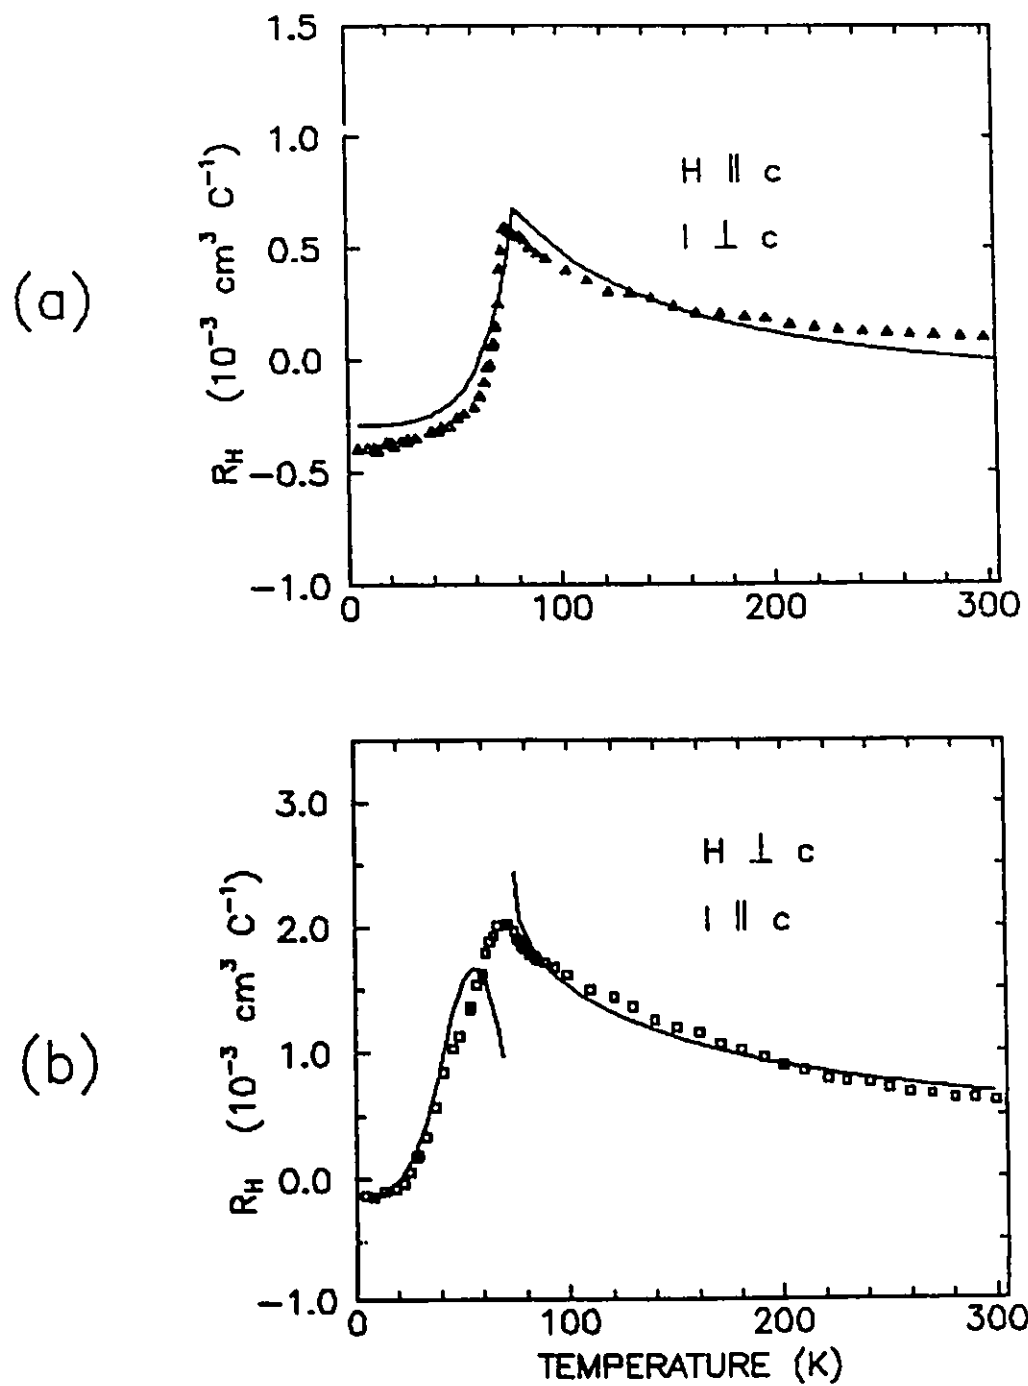 (a)
R_H (10⁻³ cm³ C⁻¹)
1.5
1.0
0.5
0.0
−0.5
−1.0
H ∥ c
I ⊥ c
0 100 200 300
(b)
R_H (10⁻³ cm³ C⁻¹)
3.0
2.0
1.0
0.0
−1.0
H ⊥ c
I ∥ c
0 100 200 300
TEMPERATURE (K)